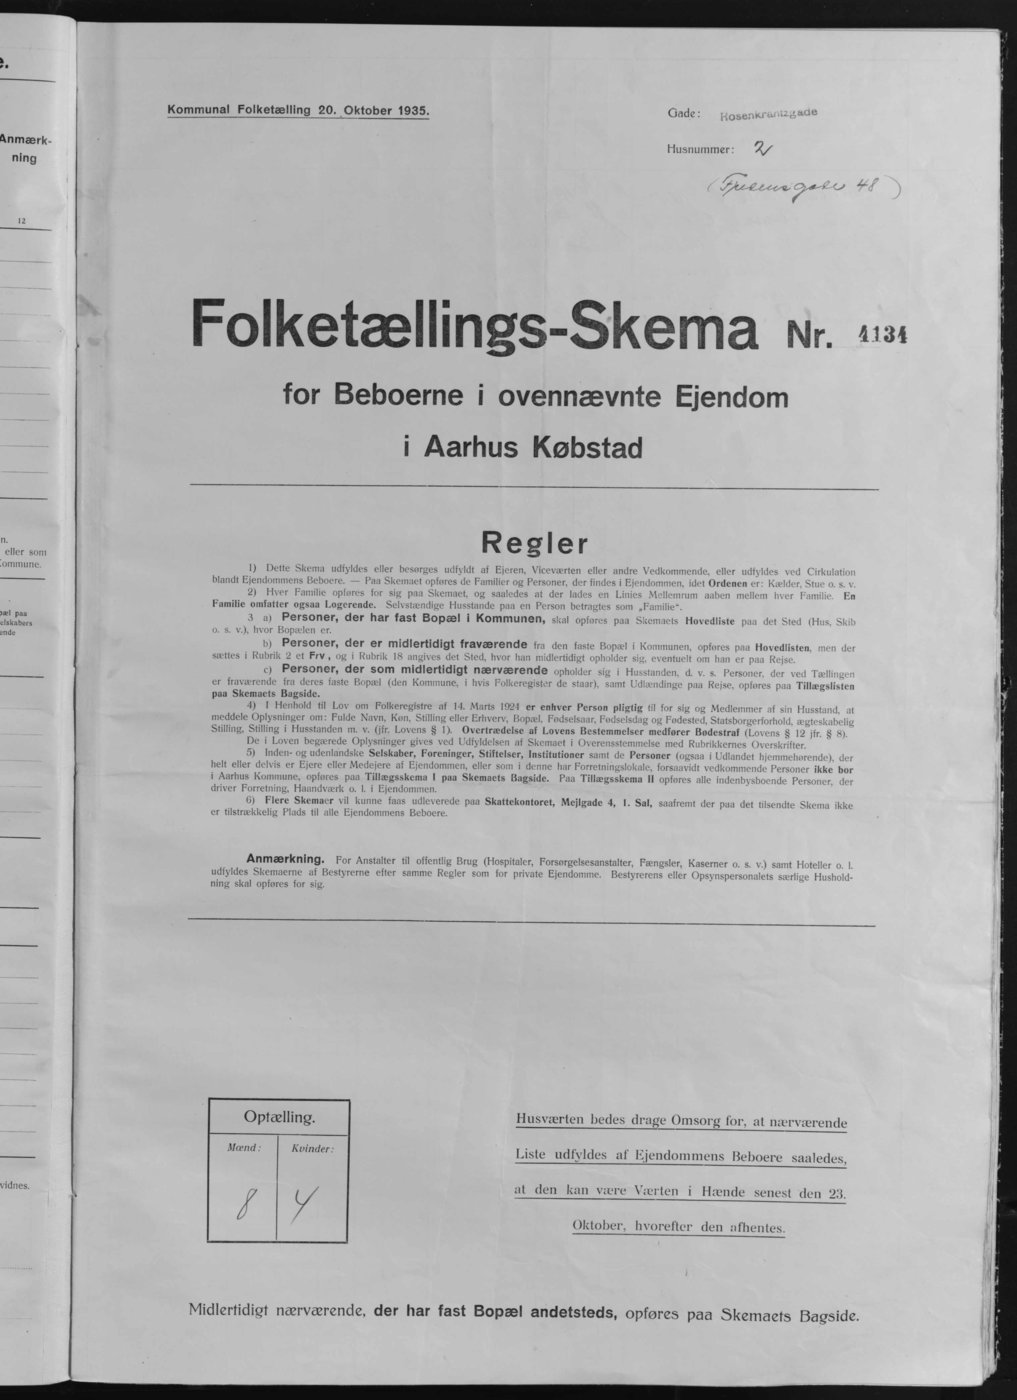 e.
Anmærk-
ning
12
n.
eller som
Kommune.
pæl paa
elskabers
ende
vidnes.
Kommunal Folketælling 20. Oktober 1935.
Gade: Rosenkrantzgade
Husnummer: 2
48)
Folketællings-Skema Nr. 4134
for Beboerne i ovennævnte Ejendom
i Aarhus Købstad
Regler
1) Dette Skema udfyldes eller besørges udfyldt af Ejeren, Viceværten eller andre Vedkommende, eller udfyldes ved Cirkulation
blandt Ejendommens Beboere. — Paa Skemaet opføres de Familier og Personer, der findes i Ejendommen, idet Ordenen er: Kælder, Stue o. s. v.
2) Hver Familie opføres for sig paa Skemaet, og saaledes at der lades en Linies Mellemrum aaben mellem hver Familie. En
Familie omfatter ogsaa Logerende. Selvstændige Husstande paa en Person betragtes som „Familie“.
3 a) Personer, der har fast Bopæl i Kommunen, skal opføres paa Skemaets Hovedliste paa det Sted (Hus, Skib
o. s. v.), hvor Bopælen er.
b) Personer, der er midlertidigt fraværende fra den faste Bopæl i Kommunen, opføres paa Hovedlisten, men der
sættes i Rubrik 2 et Frv., og i Rubrik 18 angives det Sted, hvor han midlertidigt opholder sig, eventuelt om han er paa Rejse.
c) Personer, der som midlertidigt nærværende opholder sig i Husstanden, d. v. s. Personer, der ved Tællingen
er fraværende fra deres faste Bopæl (den Kommune, i hvis Folkeregister de staar), samt Udlændinge paa Rejse, opføres paa Tillægslisten
paa Skemaets Bagside.
4) I Henhold til Lov om Folkeregistre af 14. Marts 1924 er enhver Person pligtig til for sig og Medlemmer af sin Husstand, at
meddele Oplysninger om: Fulde Navn, Køn, Stilling eller Erhverv, Bopæl, Fødselsaar, Fødselsdag og Fødested, Statsborgerforhold, ægteskabelig
Stilling, Stilling i Husstanden m. v. (jfr. Lovens § 1). Overtrædelse af Lovens Bestemmelser medfører Bødestraf (Lovens § 12 jfr. § 8).
De i Loven begærede Oplysninger gives ved Udfyldelsen af Skemaet i Overensstemmelse med Rubrikkernes Overskrifter.
5) Inden- og udenlandske Selskaber, Foreninger, Stiftelser, Institutioner samt de Personer (ogsaa i Udlandet hjemmehørende), der
helt eller delvis er Ejere eller Medejere af Ejendommen, eller som i denne har Forretningslokale, forsaavidt vedkommende Personer ikke bor
i Aarhus Kommune, opføres paa Tillægsskema I paa Skemaets Bagside. Paa Tillægsskema II opføres alle indenbysboende Personer, der
driver Forretning, Haandværk o. l. i Ejendommen.
6) Flere Skemaer vil kunne faas udleverede paa Skattekontoret, Mejlgade 4, 1. Sal, saafremt der paa det tilsendte Skema ikke
er tilstrækkelig Plads til alle Ejendommens Beboere.
Anmærkning. For Anstalter til offentlig Brug (Hospitaler, Forsørgelsesanstalter, Fængsler, Kaserner o. s. v.) samt Hoteller o. l.
udfyldes Skemaerne af Bestyrerne efter samme Regler som for private Ejendomme. Bestyrerens eller Opsynspersonalets særlige Hushold-
ning skal opføres for sig.
Optælling.
Mænd: Kvinder:
8 4
Husværten bedes drage Omsorg for, at nærværende
Liste udfyldes af Ejendommens Beboere saaledes,
at den kan være Værten i Hænde senest den 23.
Oktober, hvorefter den afhentes.
Midlertidigt nærværende, der har fast Bopæl andetsteds, opføres paa Skemaets Bagside.